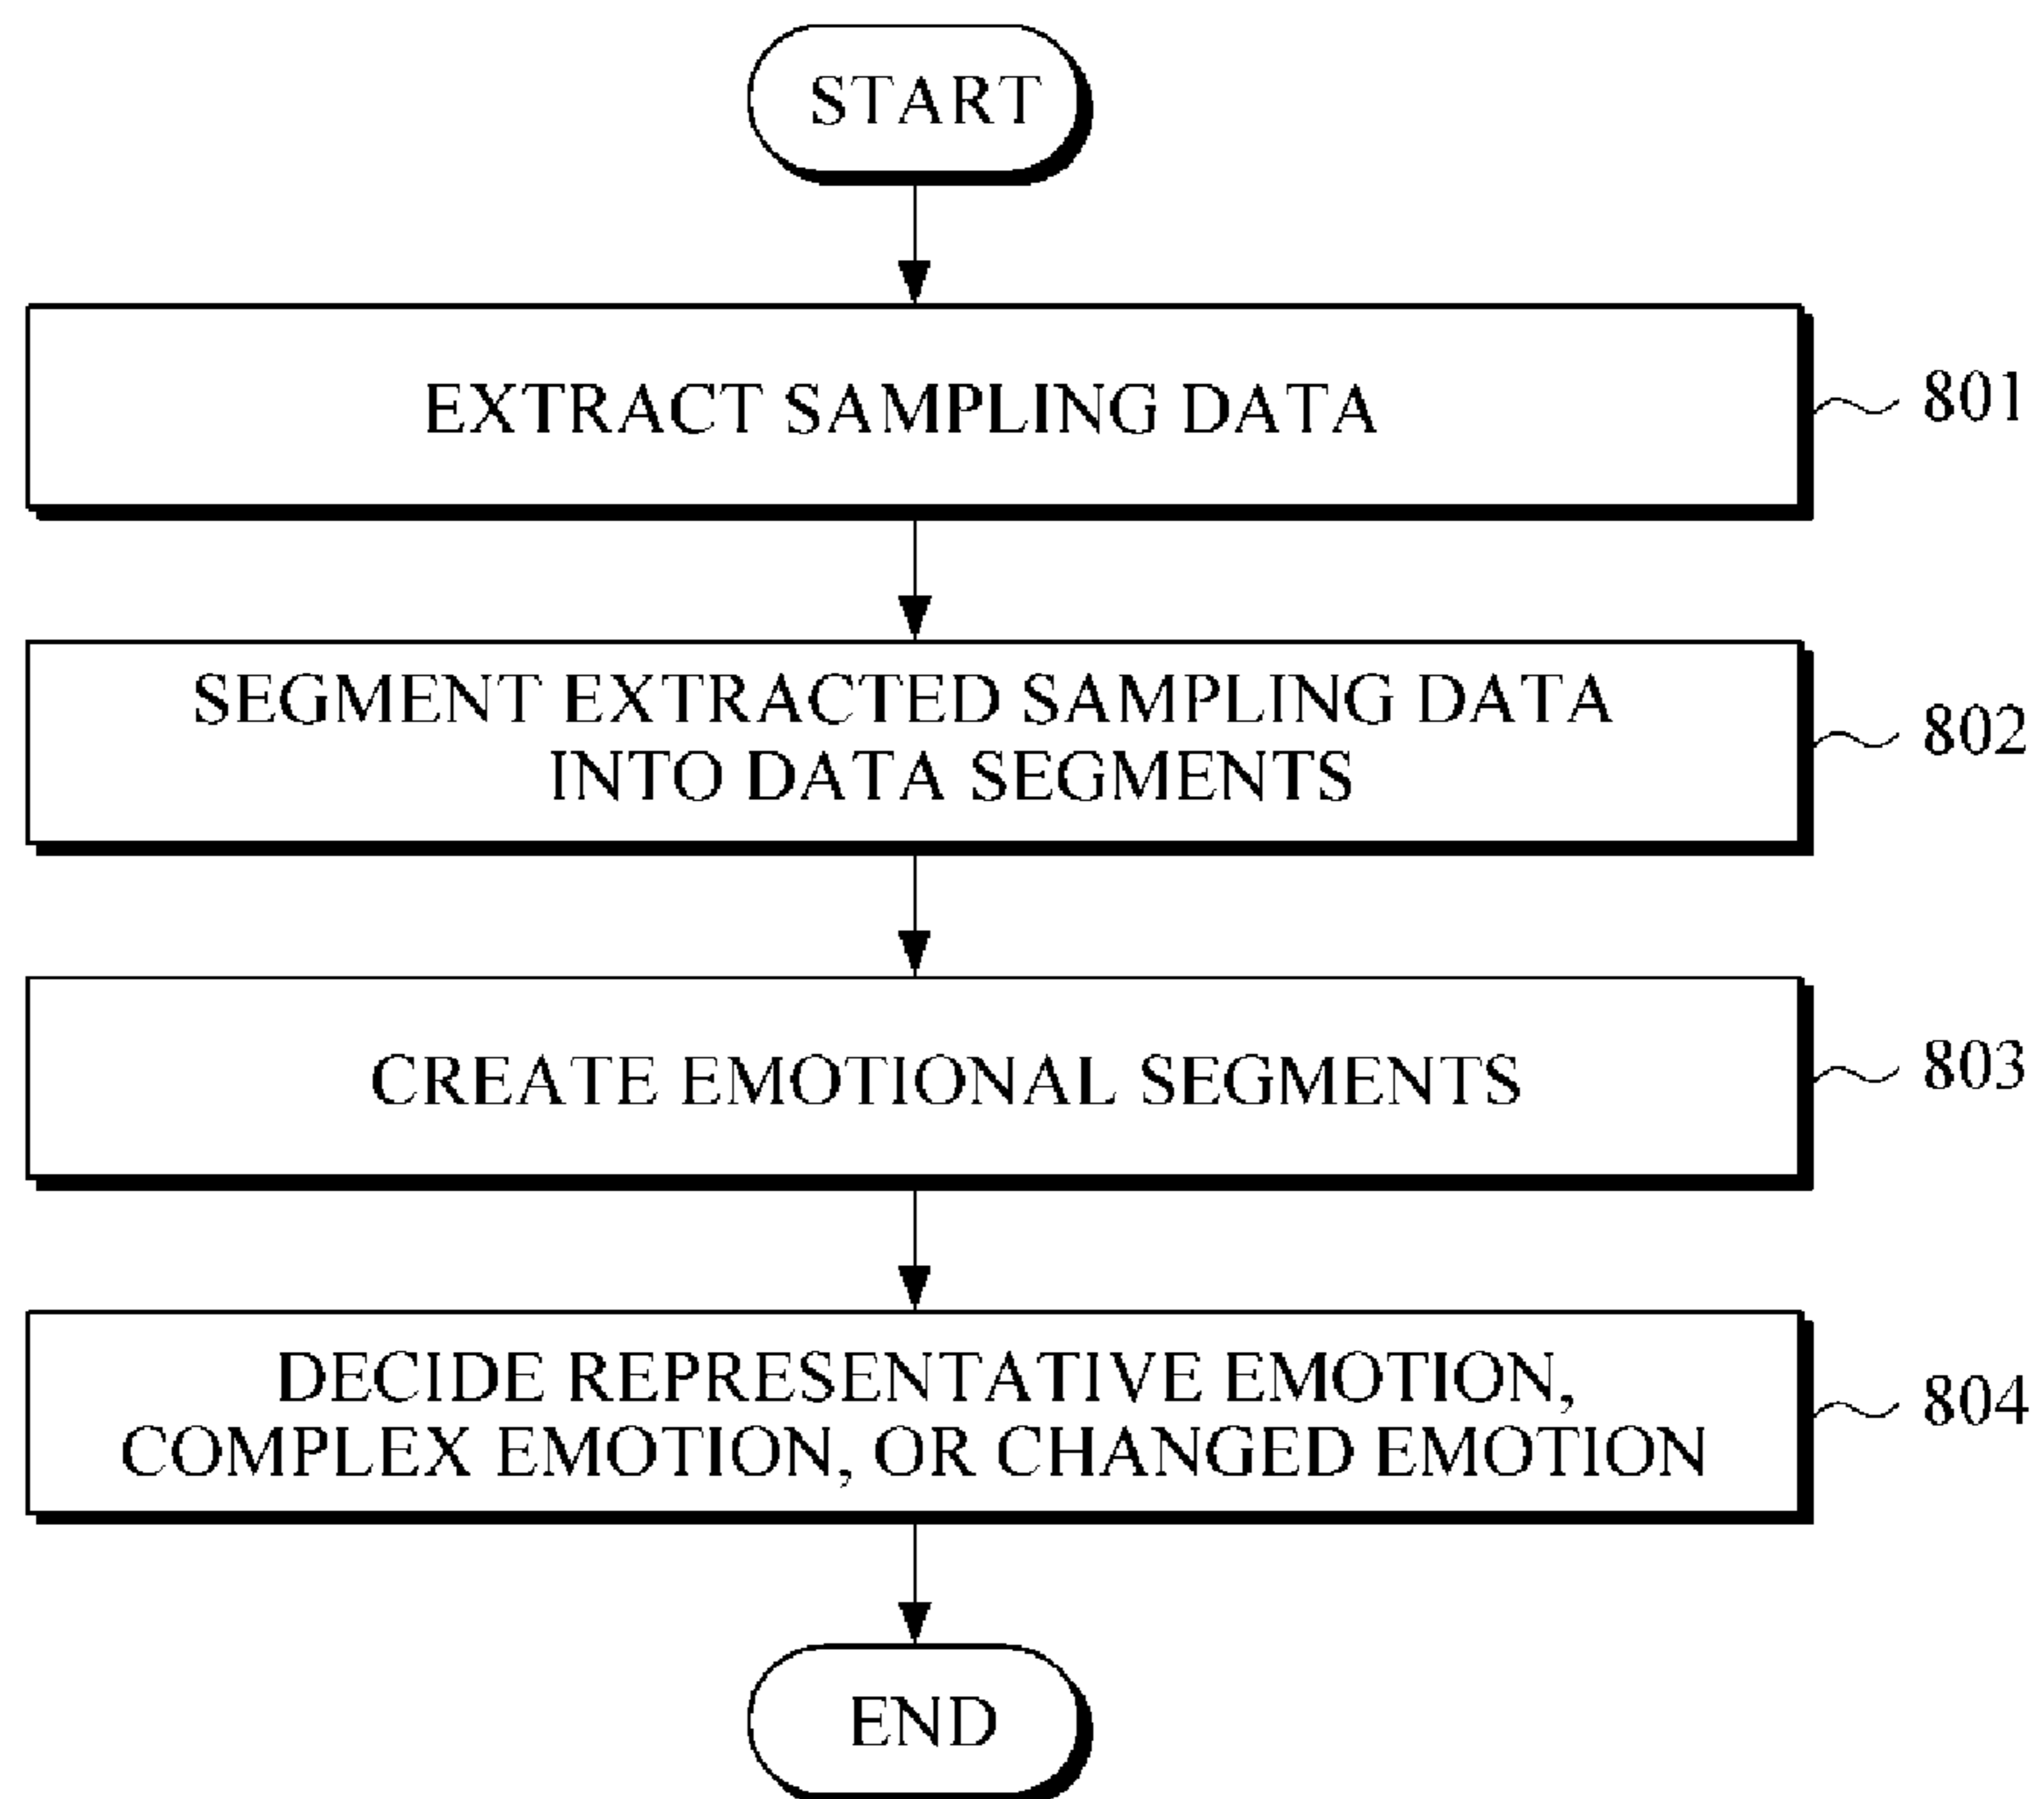 START
EXTRACT SAMPLING DATA
801
SEGMENT EXTRACTED SAMPLING DATA
INTO DATA SEGMENTS
802
CREATE EMOTIONAL SEGMENTS
803
DECIDE REPRESENTATIVE EMOTION,
COMPLEX EMOTION, OR CHANGED EMOTION
804
END